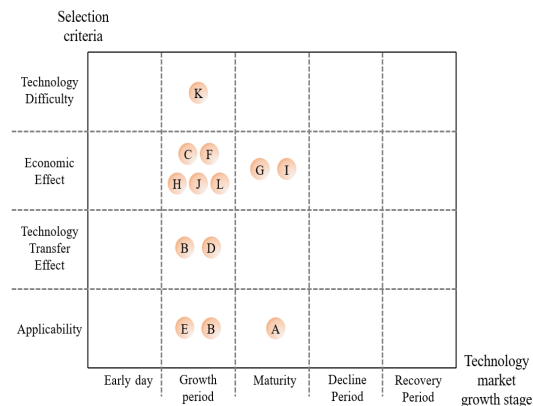 Selection
criteria
Technology
Difficulty
K
Economic
Effect
C F
G I
H J L
Technology
Transfer
Effect
B D
Applicability
E B A
Early day
Growth
period
Maturity
Decline
Period
Recovery
Period
Technology
market
growth stage